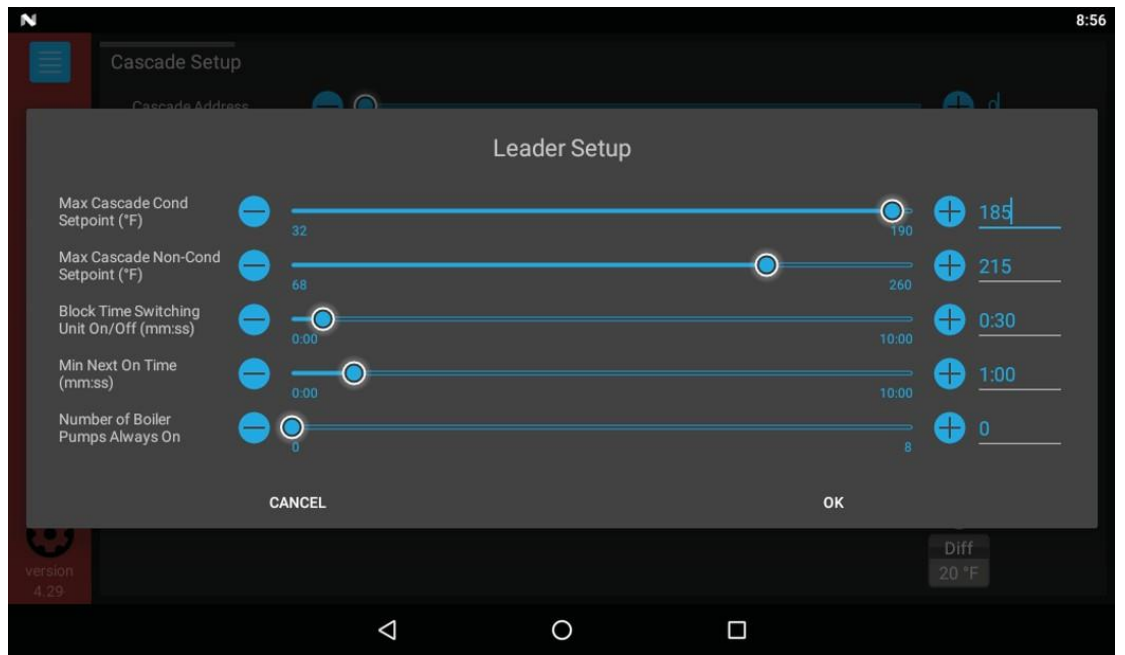 8:56
Cascade Setup
Cascade Address
0
Leader Setup
Max Cascade Cond
Setpoint (°F)
32
190
185
Max Cascade Non-Cond
Setpoint (°F)
68
260
215
Block Time Switching
Unit On/Off (mm:ss)
0:00
10:00
0:30
Min Next On Time
(mm:ss)
0:00
10:00
1:00
Number of Boiler
Pumps Always On
0
8
0
CANCEL
OK
Diff
20 °F
version
4.29